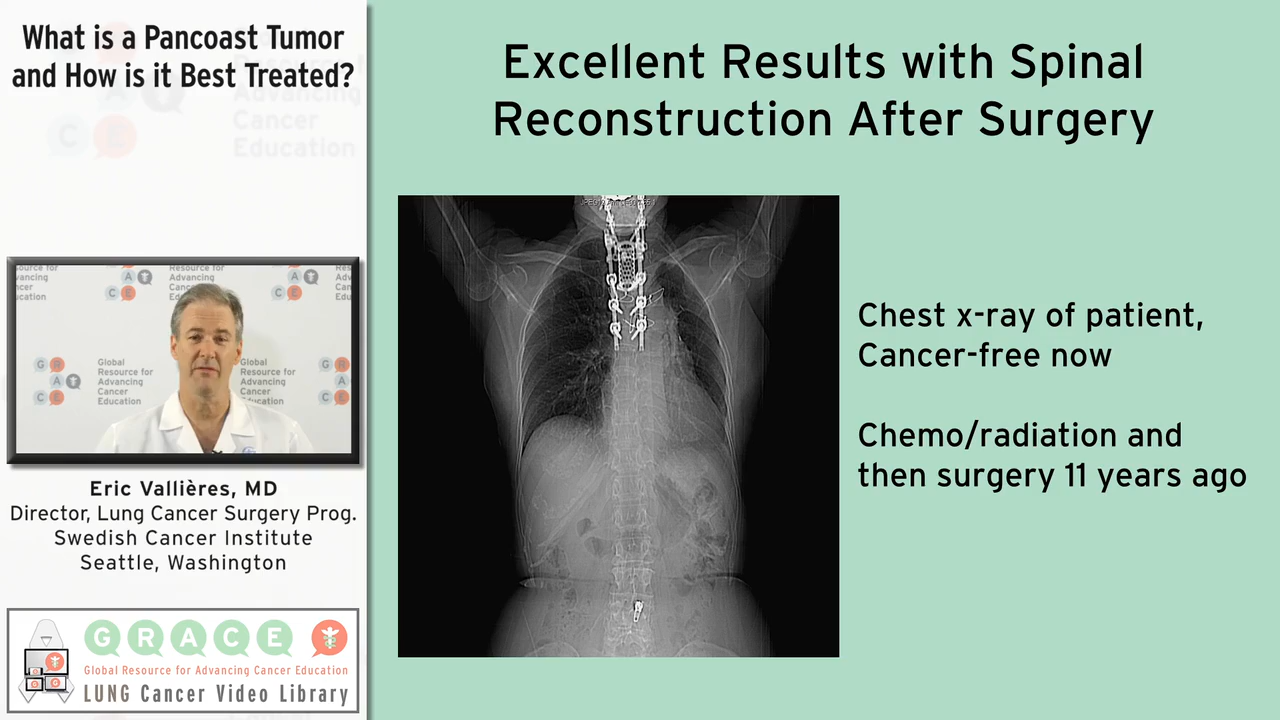 What is a Pancoast Tumor
and How is it Best Treated?
Excellent Results with Spinal
Reconstruction After Surgery
Chest x-ray of patient,
Cancer-free now
Chemo/radiation and
then surgery 11 years ago
Global
Resource for
Advancing
Cancer
Education
Eric Vallières, MD
Director, Lung Cancer Surgery Prog.
Swedish Cancer Institute
Seattle, Washington
GRACE
Global Resource for Advancing Cancer Education
LUNG Cancer Video Library